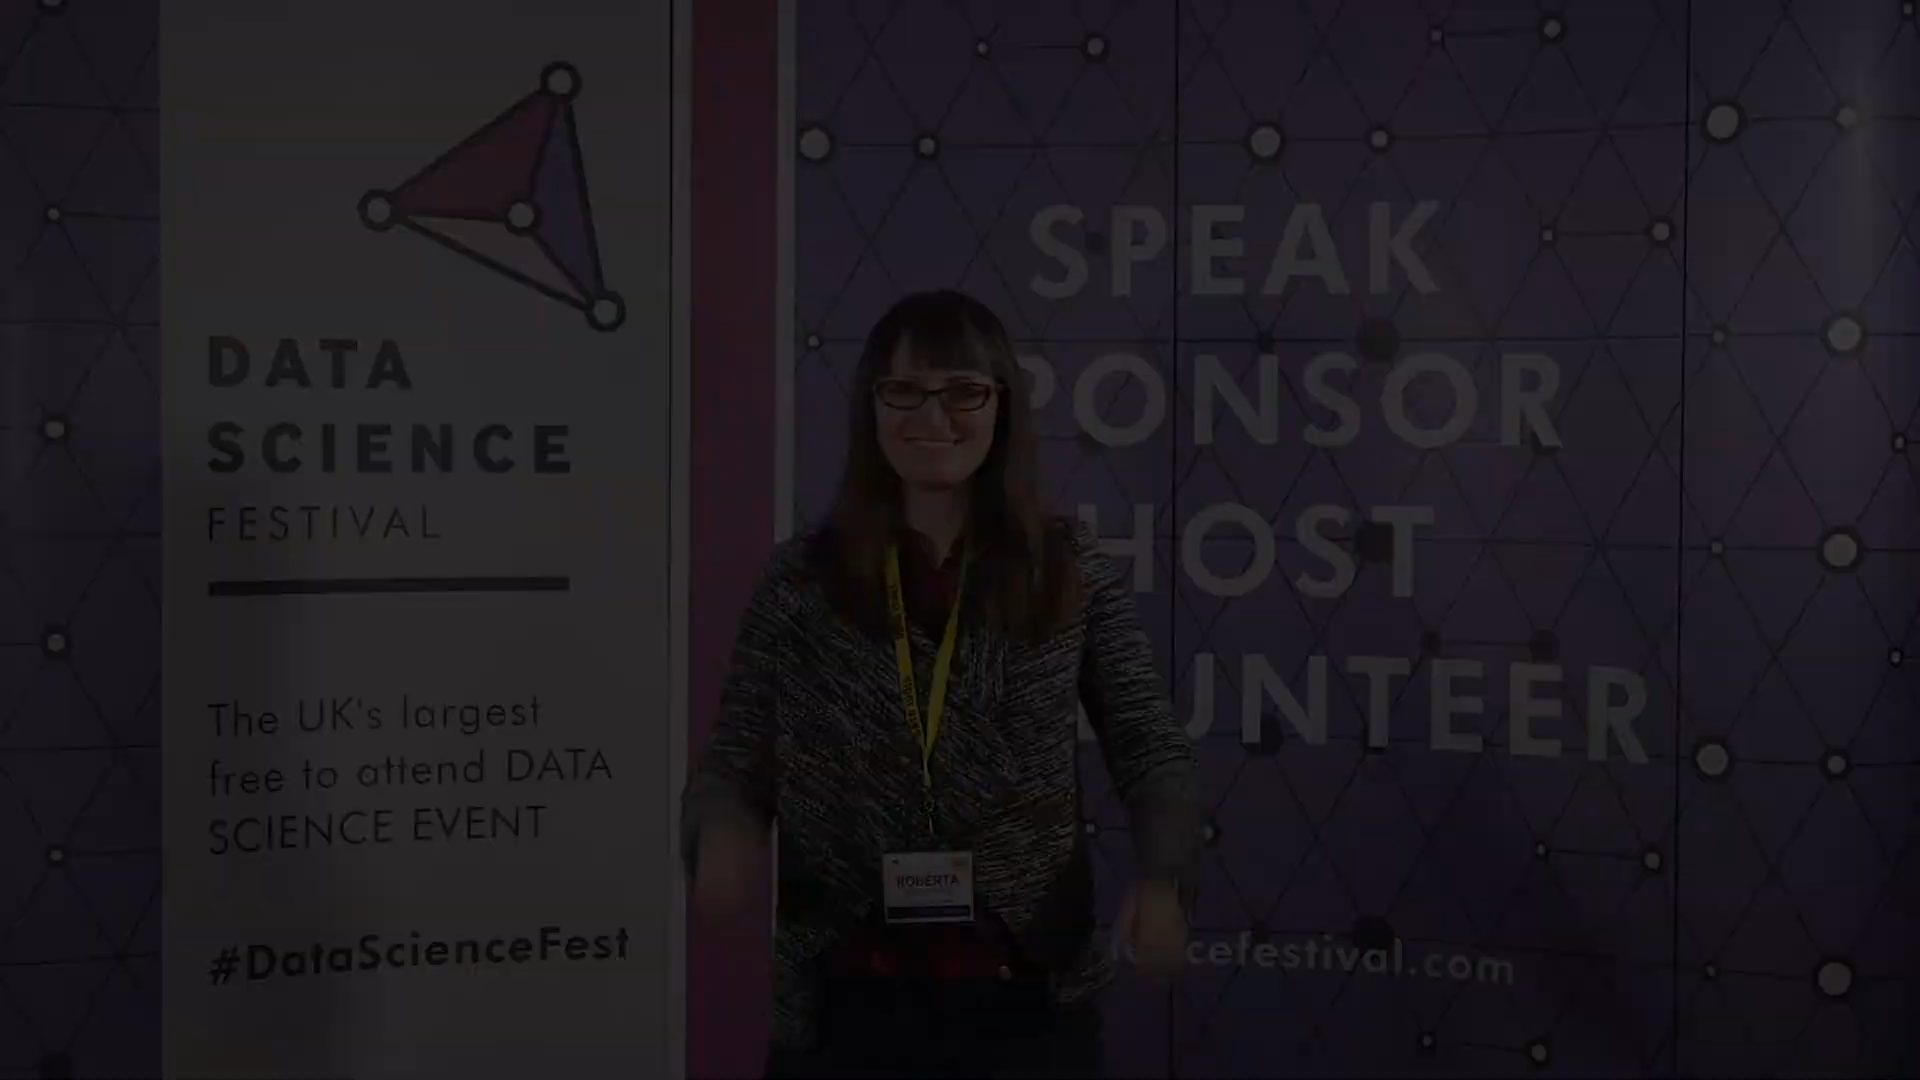 DATA
SCIENCE
FESTIVAL
The UK's largest
free to attend DATA
SCIENCE EVENT
#DataScienceFest
SPEAK
PONSOR
HOST
UNTEER
cefestival.com
ROBERTA